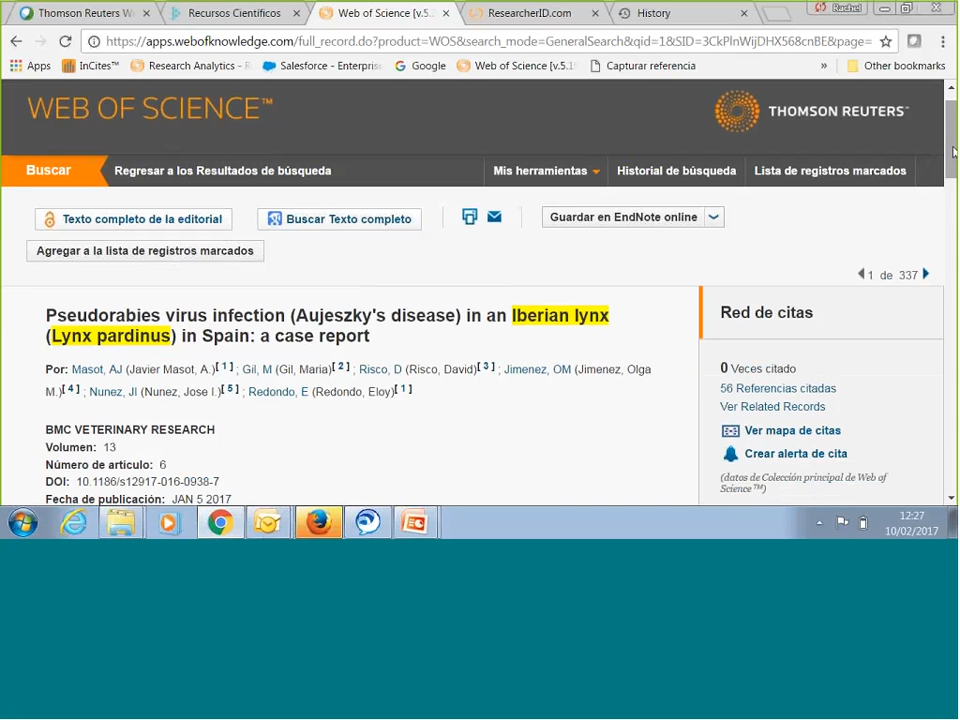 Thomson Reuters W
Recursos Científicos
Web of Science [v.5.
ResearcherID.com
History
Rachel
https://apps.webofknowledge.com/full_record.do?product=WOS&search_mode=GeneralSearch&qid=1&SID=3CkPlnWijDHX568cnBE&page=
Apps
InCites™
Research Analytics - R
Salesforce - Enterpris
Google
Web of Science [v.5.1
Capturar referencia
»
Other bookmarks
WEB OF SCIENCE™
THOMSON REUTERS™
Buscar
Regresar a los Resultados de búsqueda
Mis herramientas
Historial de búsqueda
Lista de registros marcados
Texto completo de la editorial
Buscar Texto completo
Guardar en EndNote online
Agregar a la lista de registros marcados
1 de 337
Pseudorabies virus infection (Aujeszky's disease) in an Iberian lynx
(Lynx pardinus) in Spain: a case report
Por: Masot, AJ (Javier Masot, A.)[ 1 ] ; Gil, M (Gil, Maria)[ 2 ] ; Risco, D (Risco, David)[ 3 ] ; Jimenez, OM (Jimenez, Olga
M.)[ 4 ] ; Nunez, JI (Nunez, Jose I.)[ 5 ] ; Redondo, E (Redondo, Eloy)[ 1 ]
BMC VETERINARY RESEARCH
Volumen: 13
Número de artículo: 6
DOI: 10.1186/s12917-016-0938-7
Fecha de publicación: JAN 5 2017
Red de citas
0 Veces citado
56 Referencias citadas
Ver Related Records
Ver mapa de citas
Crear alerta de cita
(datos de Colección principal de Web of
Science™)
12:27
10/02/2017